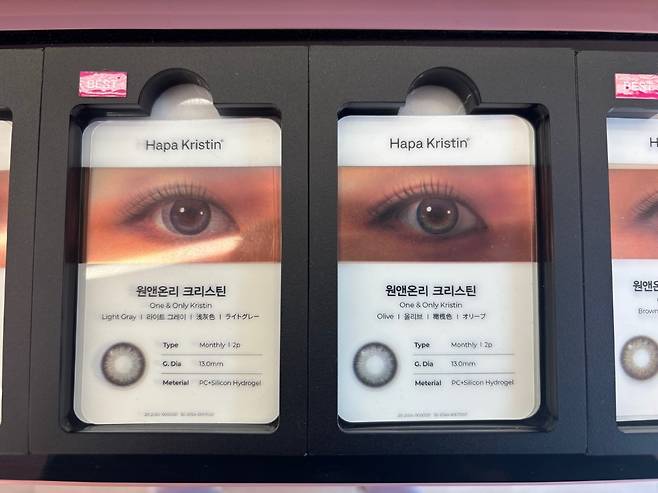 BEST
Hapa Kristin
원앤온리 크리스틴
One & Only Kristin
Light Gray | 라이트 그레이 | 浅灰色 | ライトグレー
Type Monthly | 2p
G. Dia 13.0mm
Meterial PC+Silicon Hydrogel
Hapa Kristin
원앤온리 크리스틴
One & Only Kristin
Olive | 올리브 | 橄榄色 | オリーブ
Type Monthly | 2p
G. Dia 13.0mm
Meterial PC+Silicon Hydrogel
BEST
Brown